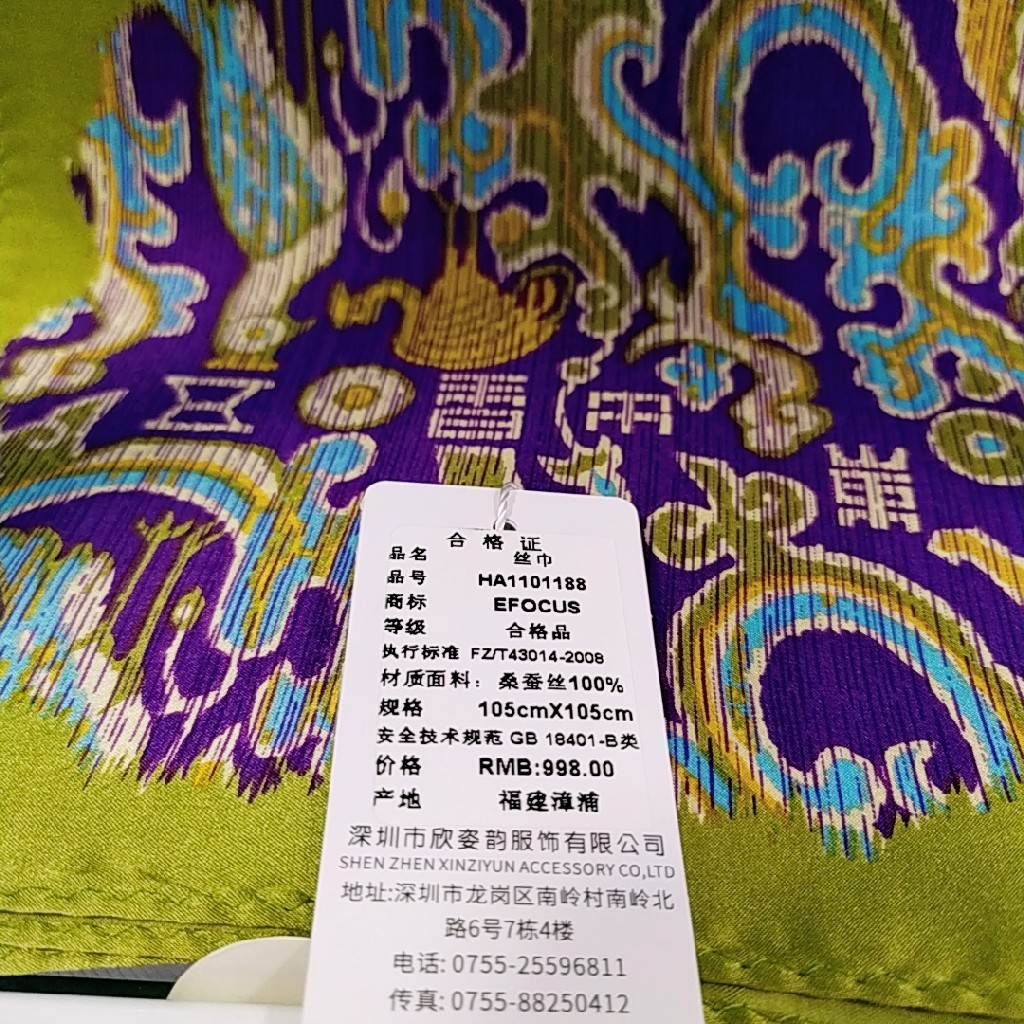 合格证
品名 丝巾
品号 HA1101188
商标 EFOCUS
等级 合格品
执行标准 FZ/T43014-2008
材质面料：桑蚕丝100%
规格 105cmX105cm
安全技术规范 GB 18401-B类
价格 RMB:998.00
产地 福建漳浦
深圳市欣姿韵服饰有限公司
SHEN ZHEN XINZIYUN ACCESSORY CO,LTD
地址:深圳市龙岗区南岭村南岭北
路6号7栋4楼
电话: 0755-25596811
传真: 0755-88250412